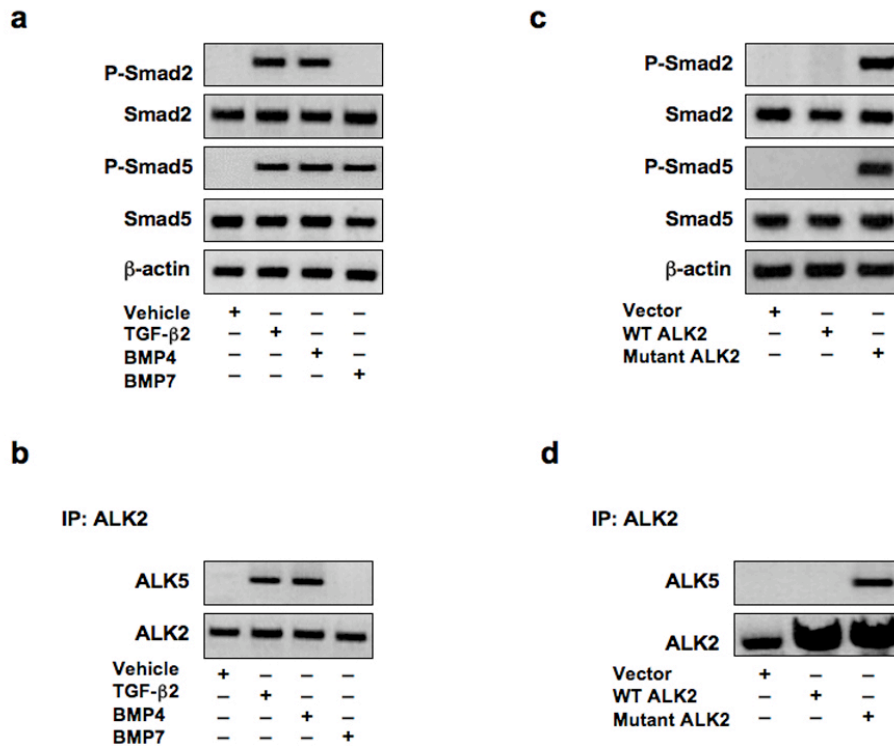 a
P-Smad2
Smad2
P-Smad5
Smad5
β-actin
Vehicle + – – –
TGF-β2 – + – –
BMP4 – – + –
BMP7 – – – +
c
P-Smad2
Smad2
P-Smad5
Smad5
β-actin
Vector + – –
WT ALK2 – + –
Mutant ALK2 – – +
b
IP: ALK2
ALK5
ALK2
Vehicle + – – –
TGF-β2 – + – –
BMP4 – – + –
BMP7 – – – +
d
IP: ALK2
ALK5
ALK2
Vector + – –
WT ALK2 – + –
Mutant ALK2 – – +